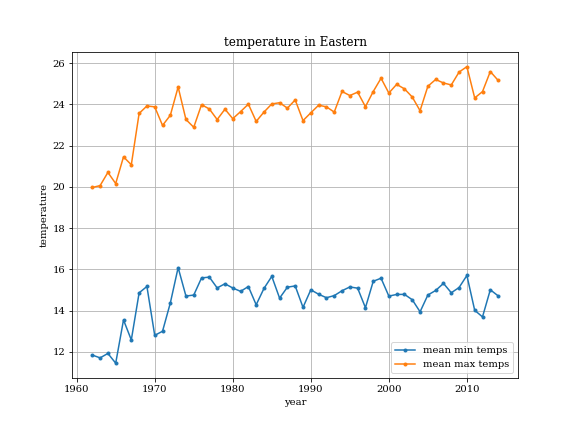 temperature in Eastern
26
24
22
20
18
16
14
12
temperature
1960 1970 1980 1990 2000 2010
year
mean min temps
mean max temps